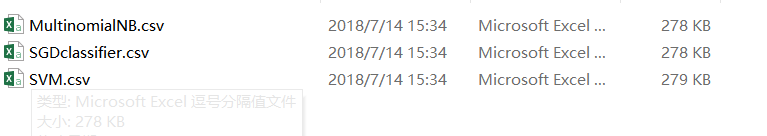 MultinomialNB.csv 2018/7/14 15:34 Microsoft Excel ... 278 KB
SGDclassifier.csv 2018/7/14 15:34 Microsoft Excel ... 278 KB
SVM.csv 2018/7/14 15:34 Microsoft Excel ... 279 KB
类型: Microsoft Excel 逗号分隔值文件
大小: 278 KB